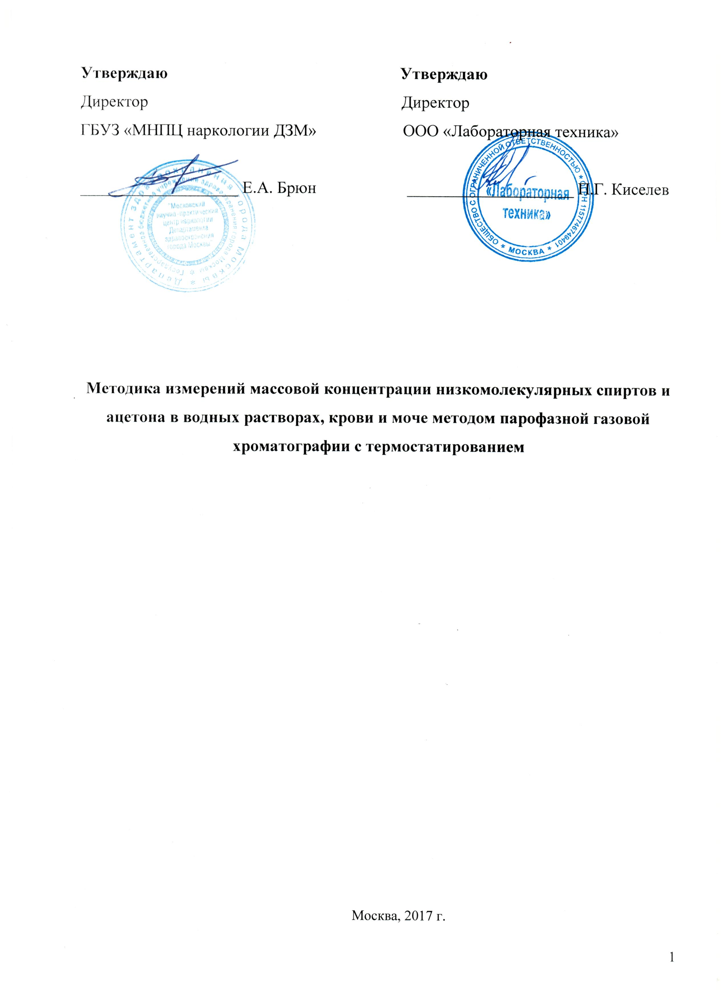 Утверждаю
Директор
ГБУЗ «МНПЦ наркологии ДЗМ»
Е.А. Брюн
Департамент здравоохранения города Москвы *
Государственное бюджетное учреждение здравоохранения города Москвы *
"Московский
научно-практический
центр наркологии
Департамента
здравоохранения
города Москвы"
Утверждаю
Директор
ООО «Лабораторная техника»
Г. Киселев
ОБЩЕСТВО С ОГРАНИЧЕННОЙ ОТВЕТСТВЕННОСТЬЮ * ОГРН 1157746749401 * МОСКВА *
«Лабораторная
техника»
Методика измерений массовой концентрации низкомолекулярных спиртов и
ацетона в водных растворах, крови и моче методом парофазной газовой
хроматографии с термостатированием
Москва, 2017 г.
1